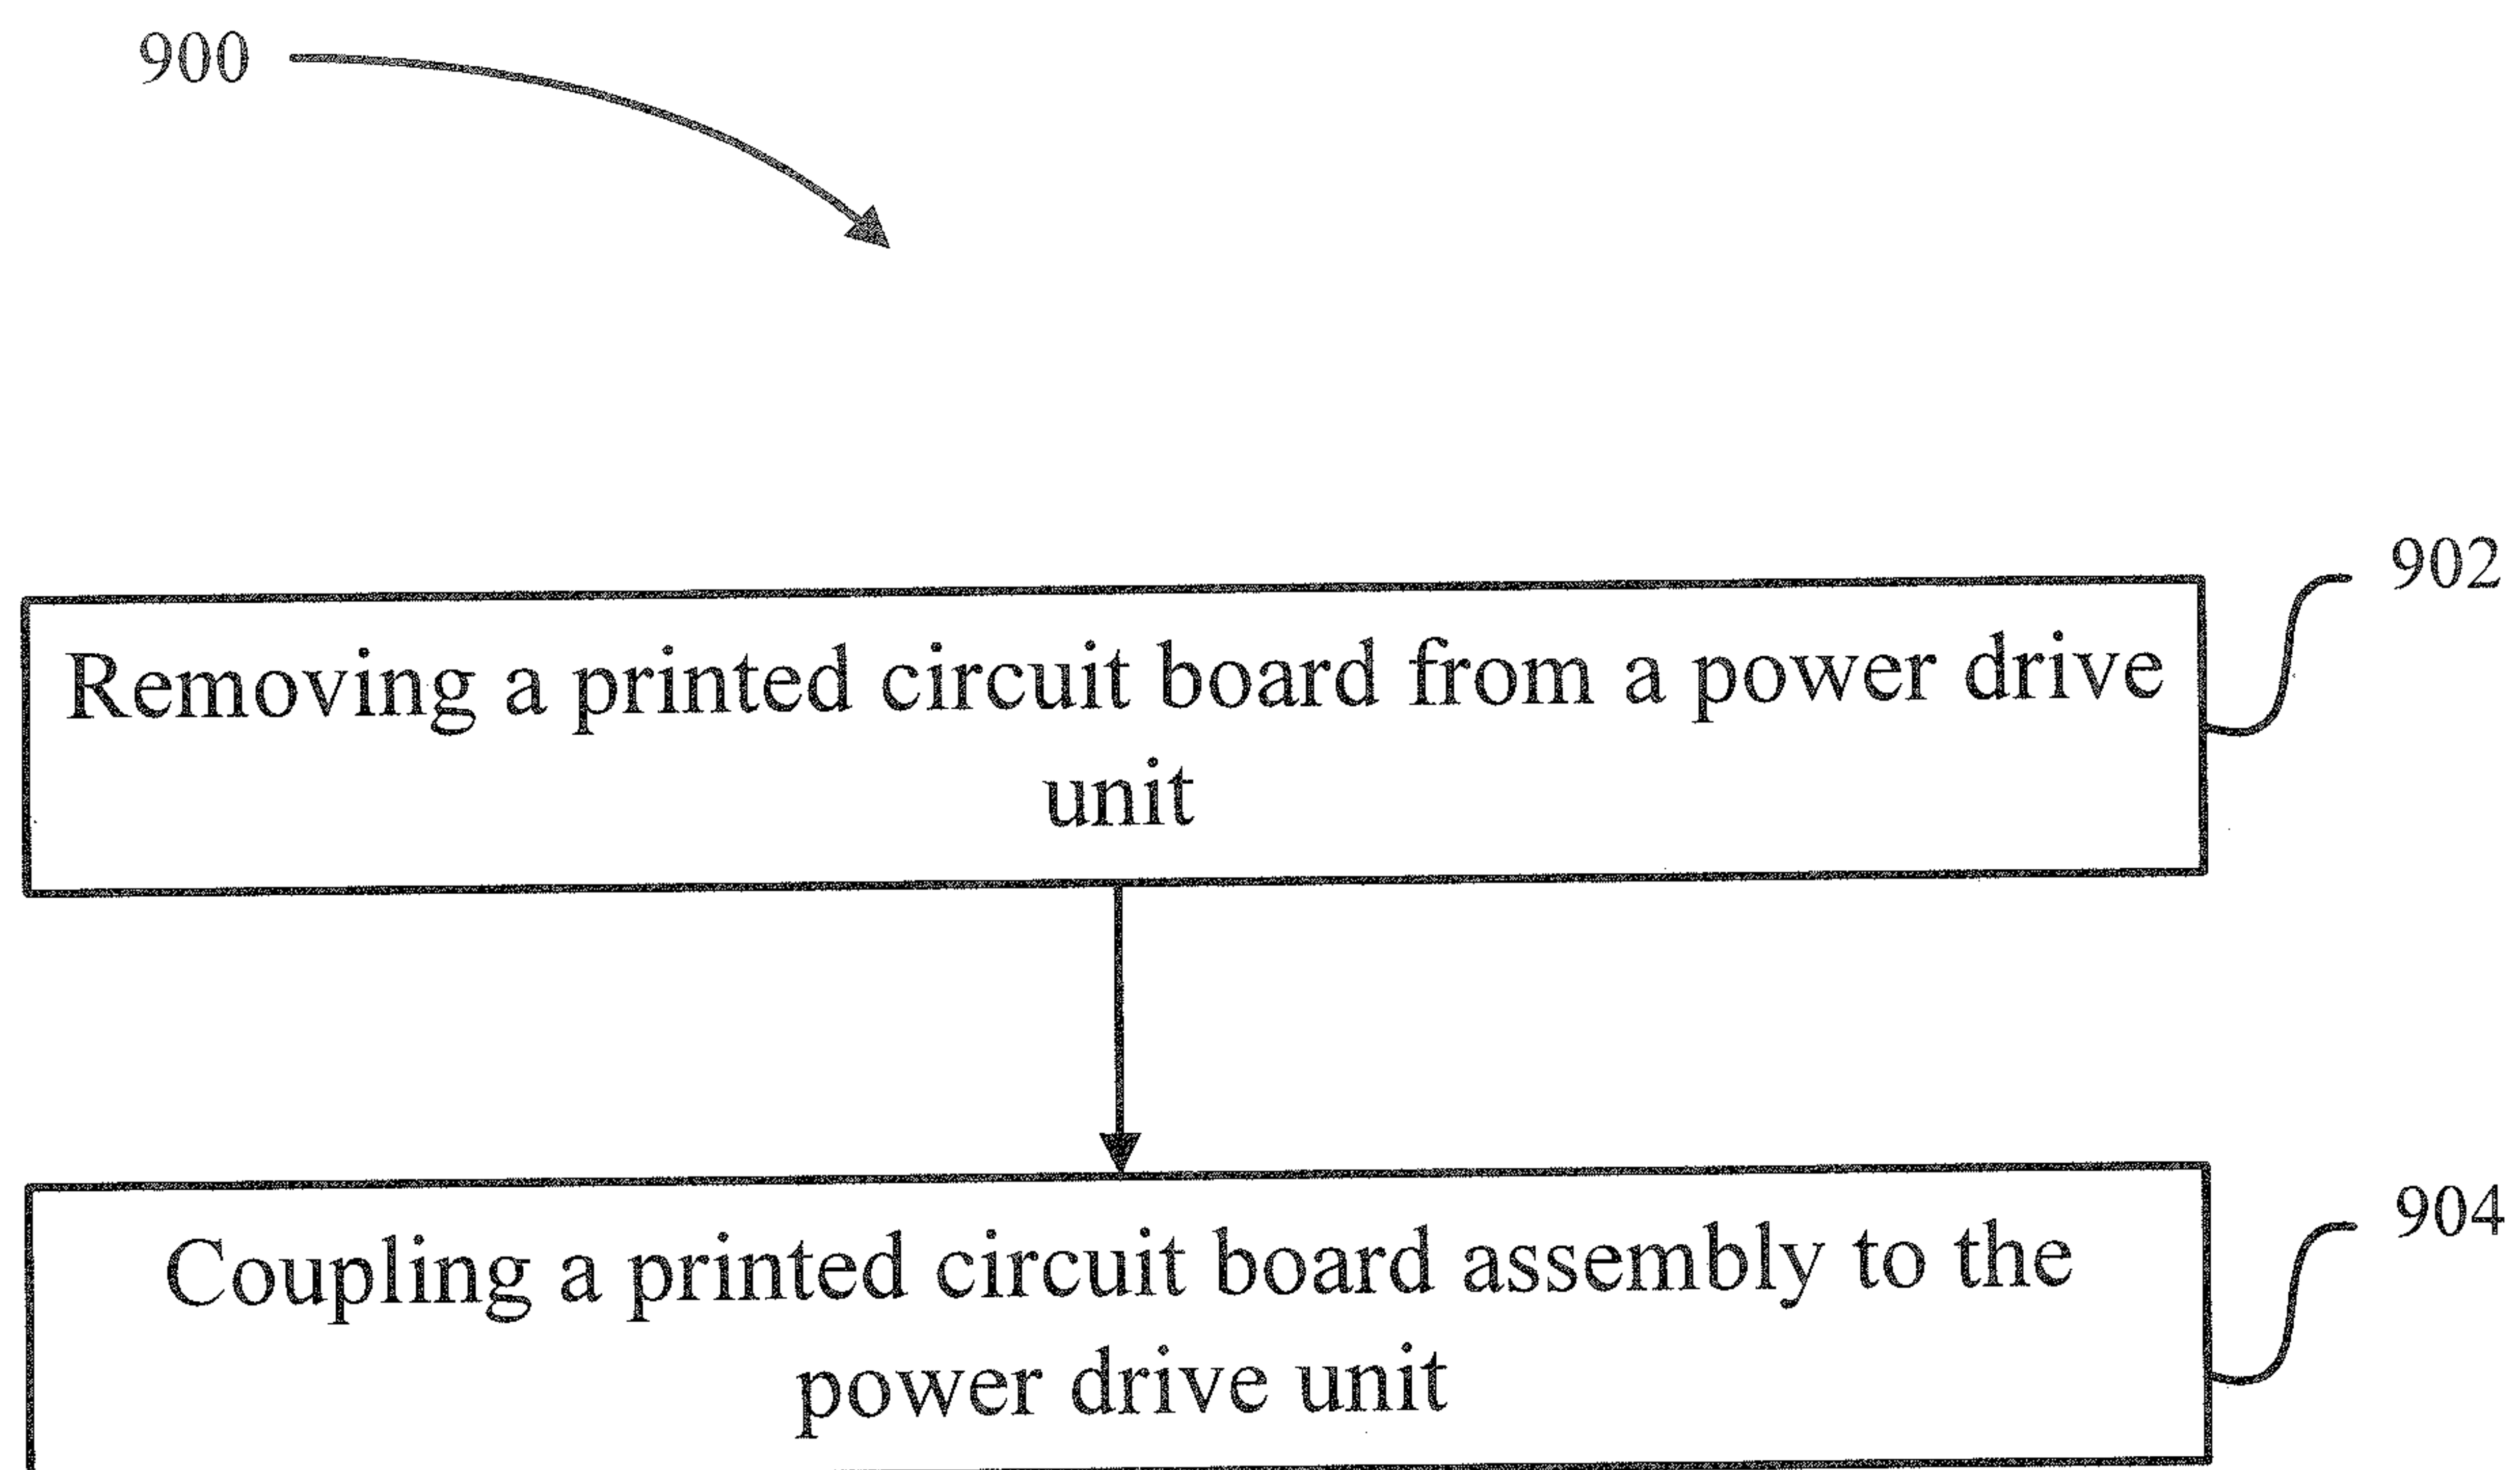 900
902
Removing a printed circuit board from a power drive
unit
904
Coupling a printed circuit board assembly to the
power drive unit